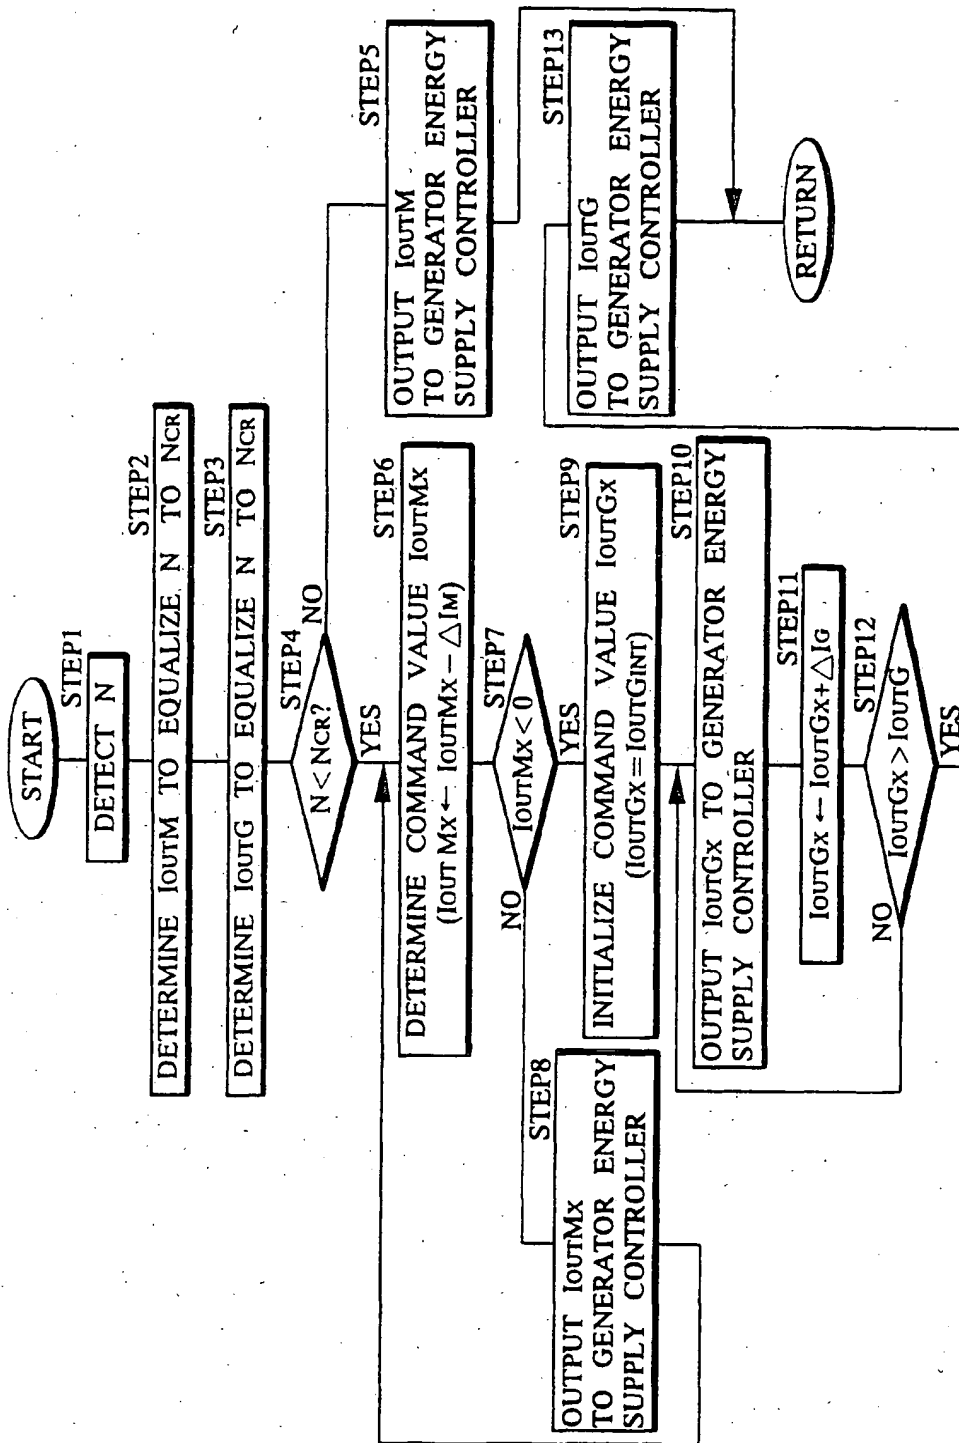 START
STEP1
DETECT N
STEP2
DETERMINE IOUTM TO EQUALIZE N TO NCR
STEP3
DETERMINE IOUTG TO EQUALIZE N TO NCR
STEP4
N < NCR?
NO
YES
STEP5
OUTPUT IOUTM
TO GENERATOR ENERGY
SUPPLY CONTROLLER
STEP6
DETERMINE COMMAND VALUE IOUTMX
(IOUT MX ← IOUTMX − △IM)
STEP7
IOUTMX < 0
NO
YES
STEP8
OUTPUT IOUTMX
TO GENERATOR ENERGY
SUPPLY CONTROLLER
STEP9
INITIALIZE COMMAND VALUE IOUTGX
(IOUTGX = IOUTGINT)
STEP10
OUTPUT IOUTGX TO GENERATOR ENERGY
SUPPLY CONTROLLER
STEP11
IOUTGX ← IOUTGX + △IG
STEP12
IOUTGX > IOUTG
NO
YES
STEP13
OUTPUT IOUTG
TO GENERATOR ENERGY
SUPPLY CONTROLLER
RETURN